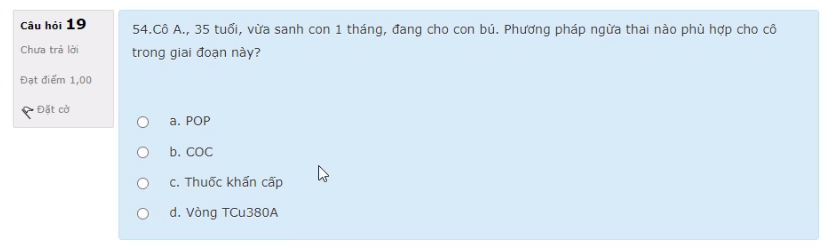 Câu hỏi 19
Chưa trả lời
Đạt điểm 1,00
Đặt cờ
54.Cô A., 35 tuổi, vừa sanh con 1 tháng, đang cho con bú. Phương pháp ngừa thai nào phù hợp cho cô
trong giai đoạn này?
a. POP
b. COC
c. Thuốc khẩn cấp
d. Vòng TCu380A